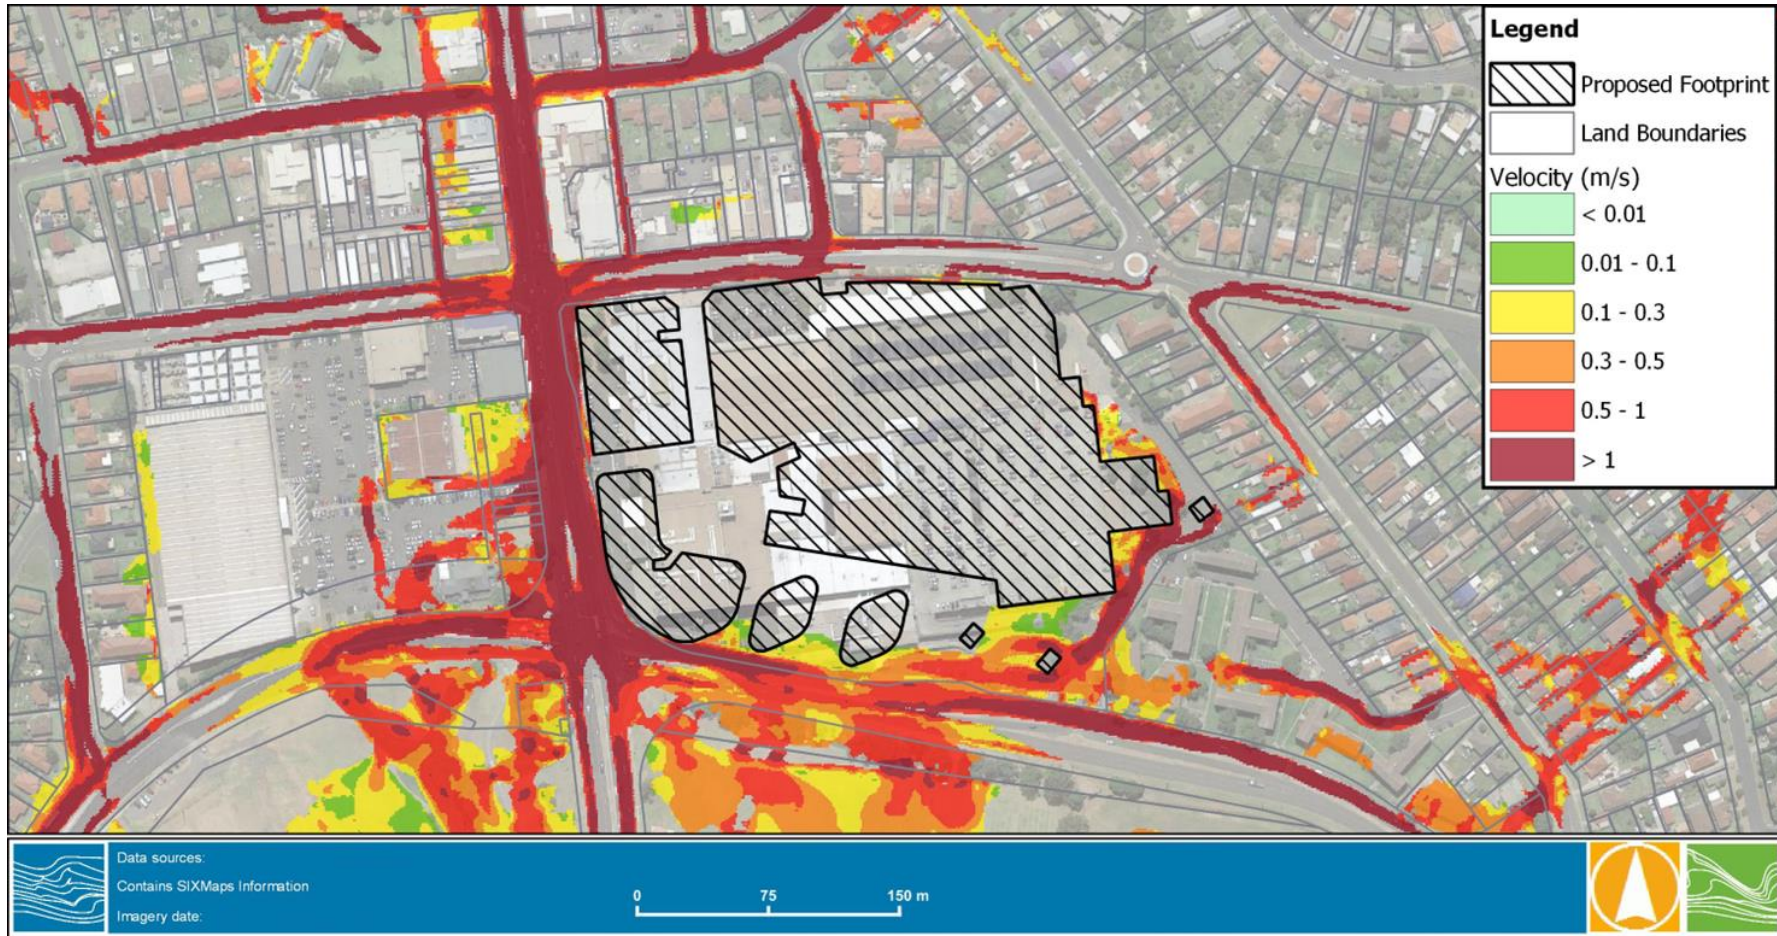 Legend
Proposed Footprint
Land Boundaries
Velocity (m/s)
< 0.01
0.01 - 0.1
0.1 - 0.3
0.3 - 0.5
0.5 - 1
> 1
Data sources:
Contains SIXMaps Information
Imagery date:
0 75 150 m